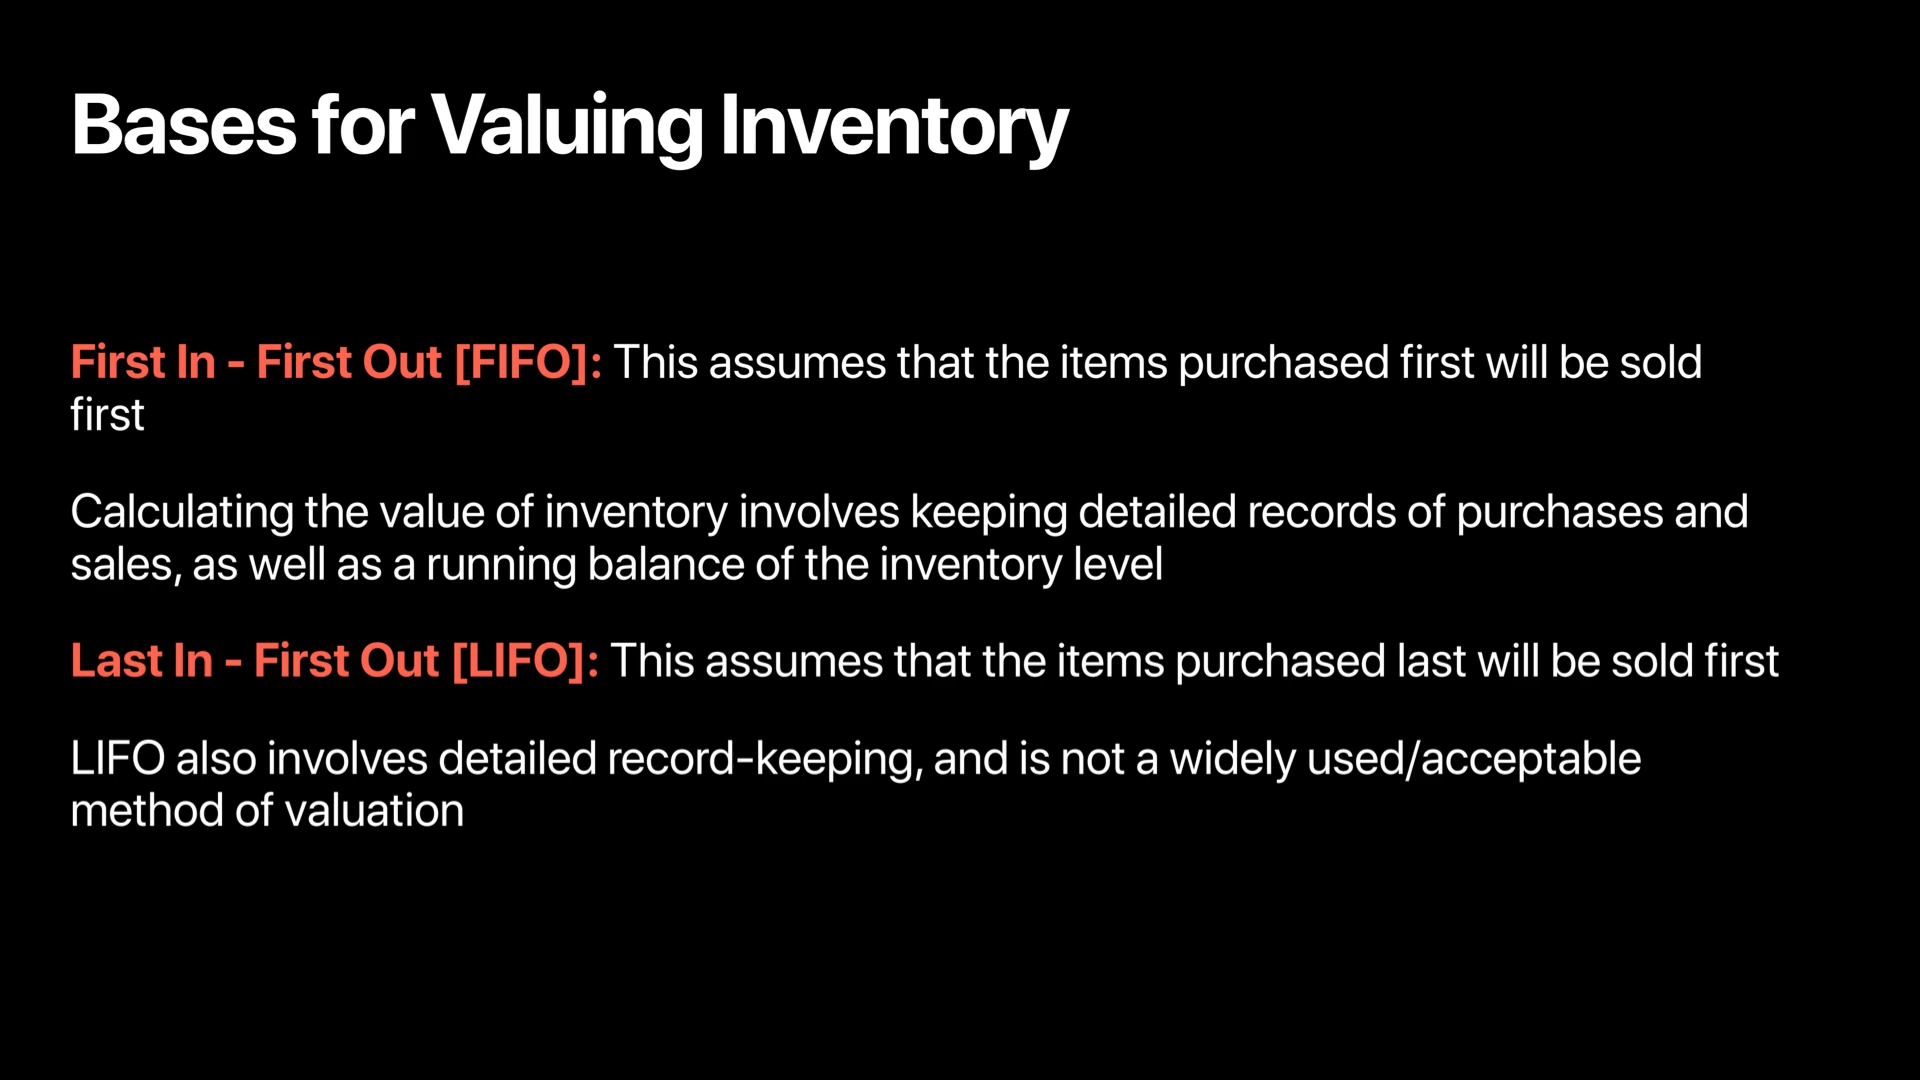 Bases for Valuing Inventory
First In - First Out [FIFO]: This assumes that the items purchased first will be sold
first
Calculating the value of inventory involves keeping detailed records of purchases and
sales, as well as a running balance of the inventory level
Last In - First Out [LIFO]: This assumes that the items purchased last will be sold first
LIFO also involves detailed record-keeping, and is not a widely used/acceptable
method of valuation